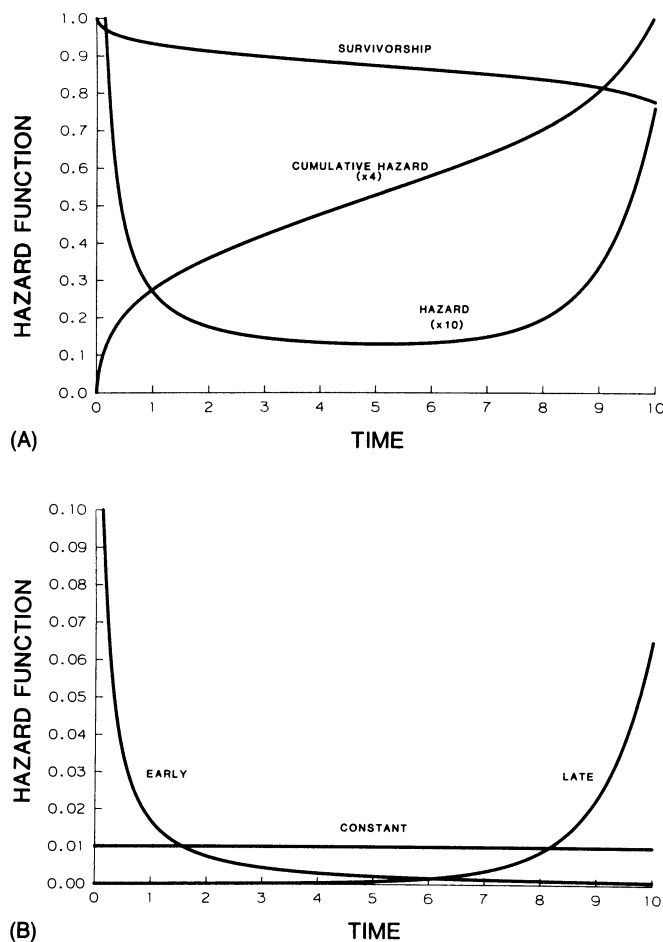 HAZARD FUNCTION
1.0
0.9
0.8
0.7
0.6
0.5
0.4
0.3
0.2
0.1
0.0
SURVIVORSHIP
CUMULATIVE HAZARD
(x4)
HAZARD
(x10)
0 1 2 3 4 5 6 7 8 9 10
(A) TIME
HAZARD FUNCTION
0.10
0.09
0.08
0.07
0.06
0.05
0.04
0.03
0.02
0.01
0.00
EARLY
LATE
CONSTANT
0 1 2 3 4 5 6 7 8 9 10
(B) TIME